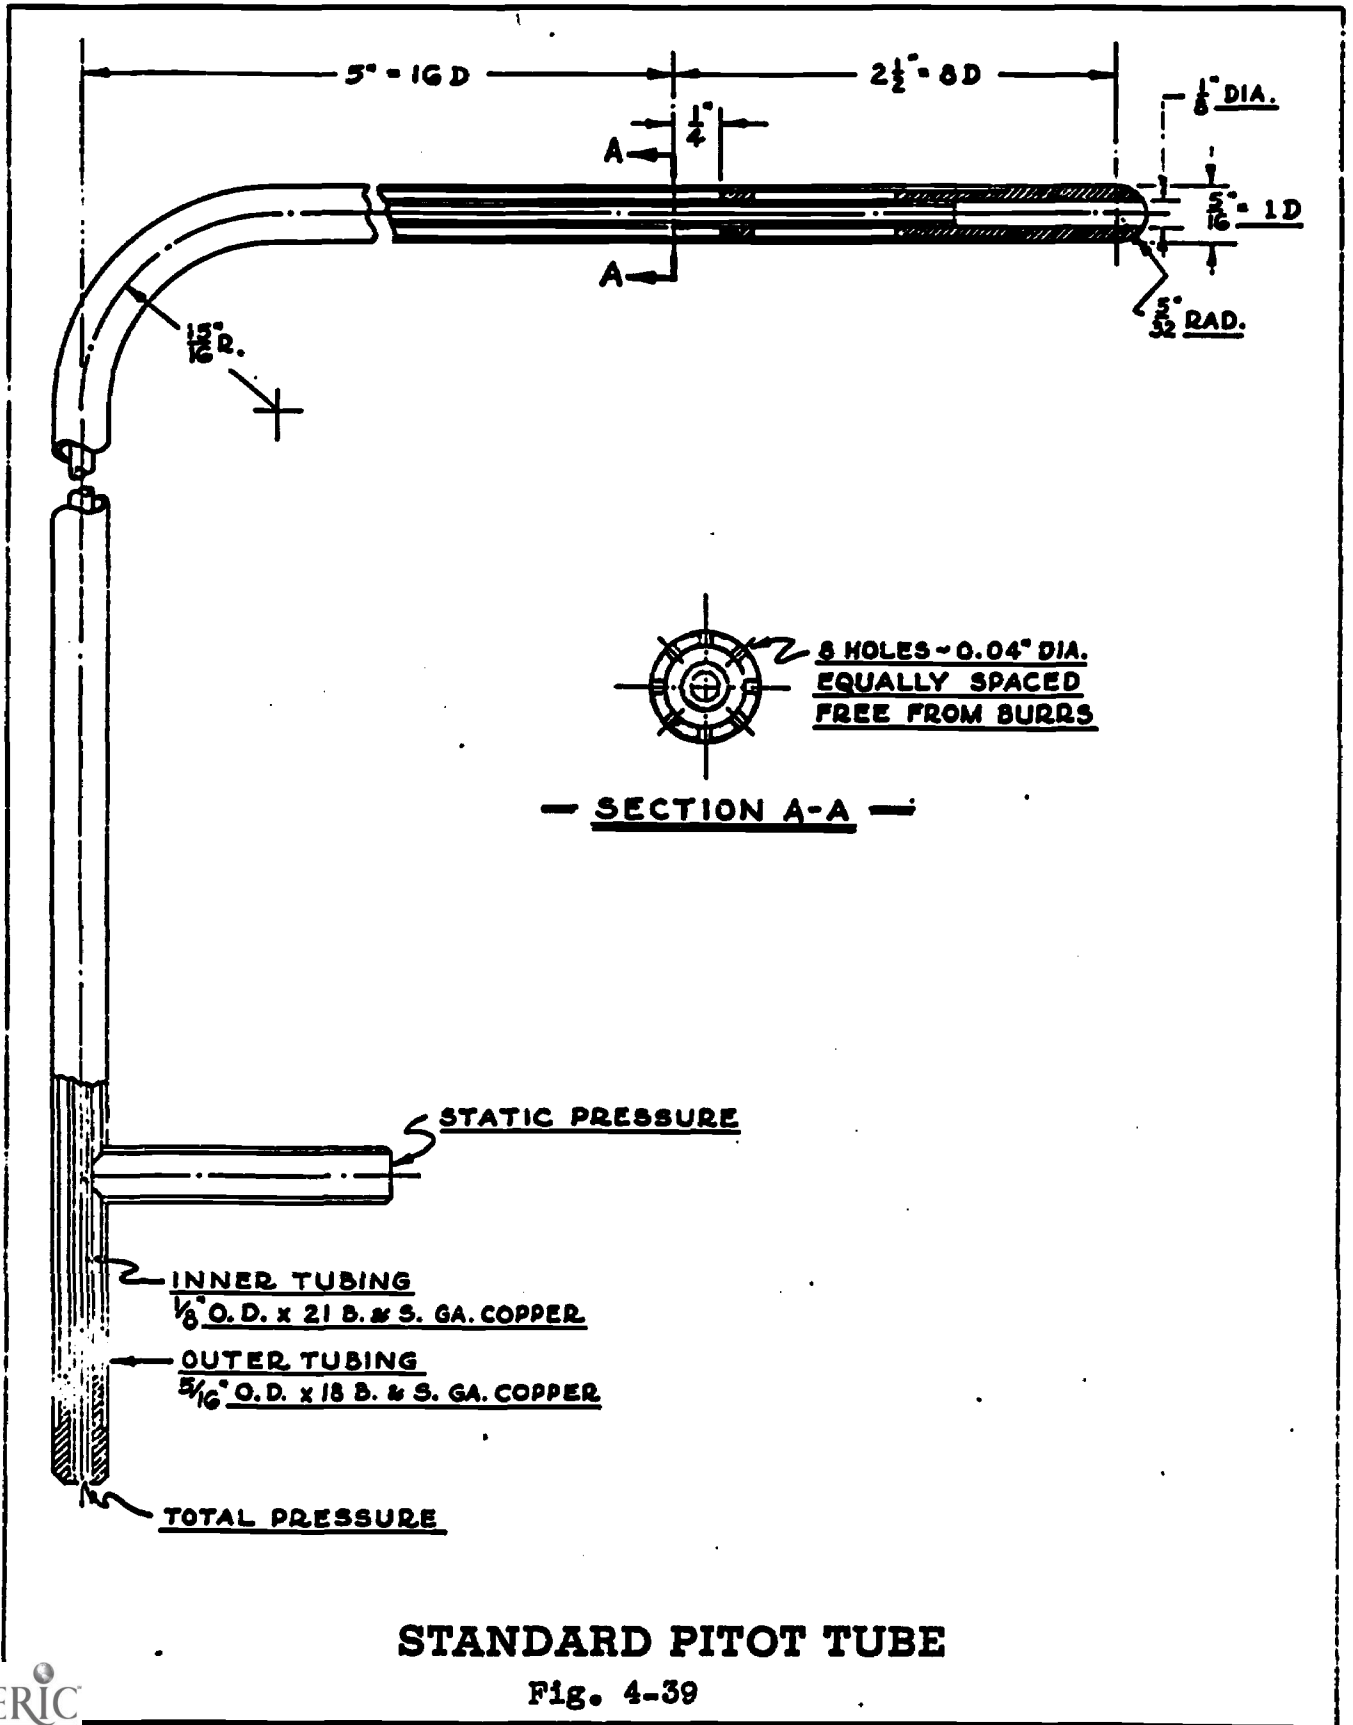 5" = 16 D
2 1/2" = 8 D
1/8" DIA.
1/4"
A
5/16" = 1 D
A
5/32" RAD.
15/16" R.
8 HOLES ~ 0.04" DIA.
EQUALLY SPACED
FREE FROM BURRS
— SECTION A-A —
STATIC PRESSURE
INNER TUBING
1/8" O.D. x 21 B. & S. GA. COPPER
OUTER TUBING
5/16" O.D. x 18 B. & S. GA. COPPER
TOTAL PRESSURE
STANDARD PITOT TUBE
Fig. 4-39
ERIC